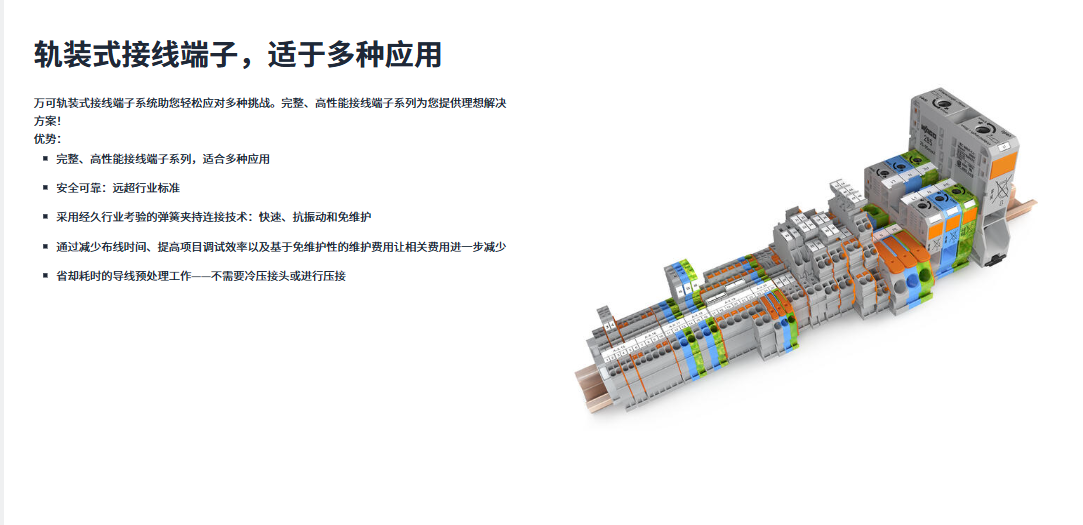 轨装式接线端子，适于多种应用
万可轨装式接线端子系统助您轻松应对多种挑战。完整、高性能接线端子系列为您提供理想解决
方案！
优势：
完整、高性能接线端子系列，适合多种应用
安全可靠：远超行业标准
采用经久行业考验的弹簧夹持连接技术：快速、抗振动和免维护
通过减少布线时间、提高项目调试效率以及基于免维护性的维护费用让相关费用进一步减少
省却耗时的导线预处理工作——不需要冷压接头或进行压接
285